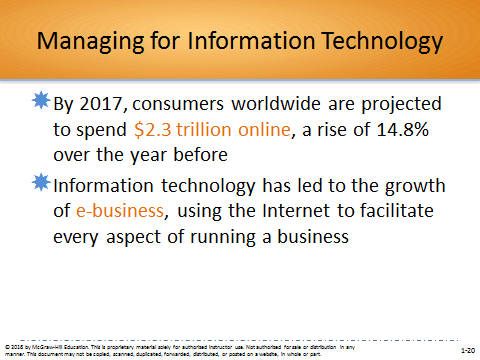 Managing for Information Technology
By 2017, consumers worldwide are projected
to spend $2.3 trillion online, a rise of 14.8%
over the year before
Information technology has led to the growth
of e-business, using the Internet to facilitate
every aspect of running a business
© 2016 by McGraw-Hill Education. This is proprietary material solely for authorized instructor use. Not authorized for sale or distribution in any
manner. This document may not be copied, scanned, duplicated, forwarded, distributed, or posted on a website, in whole or part.
1-20